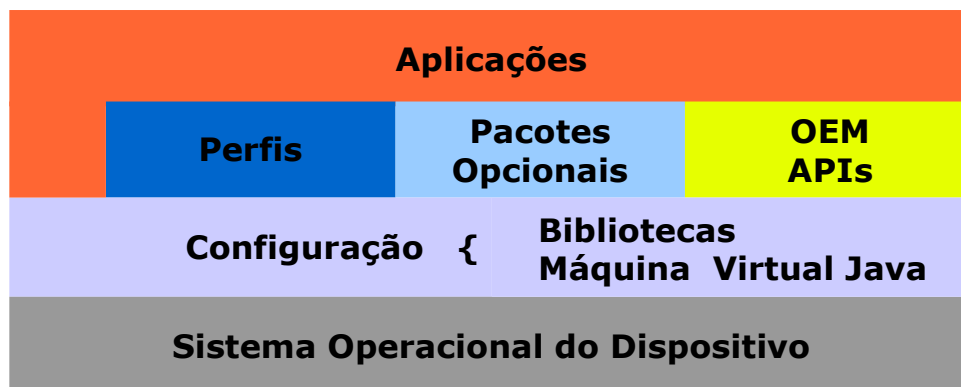 Aplicações
Perfis
Pacotes
Opcionais
OEM
APIs
Configuração {
Bibliotecas
Máquina Virtual Java
Sistema Operacional do Dispositivo